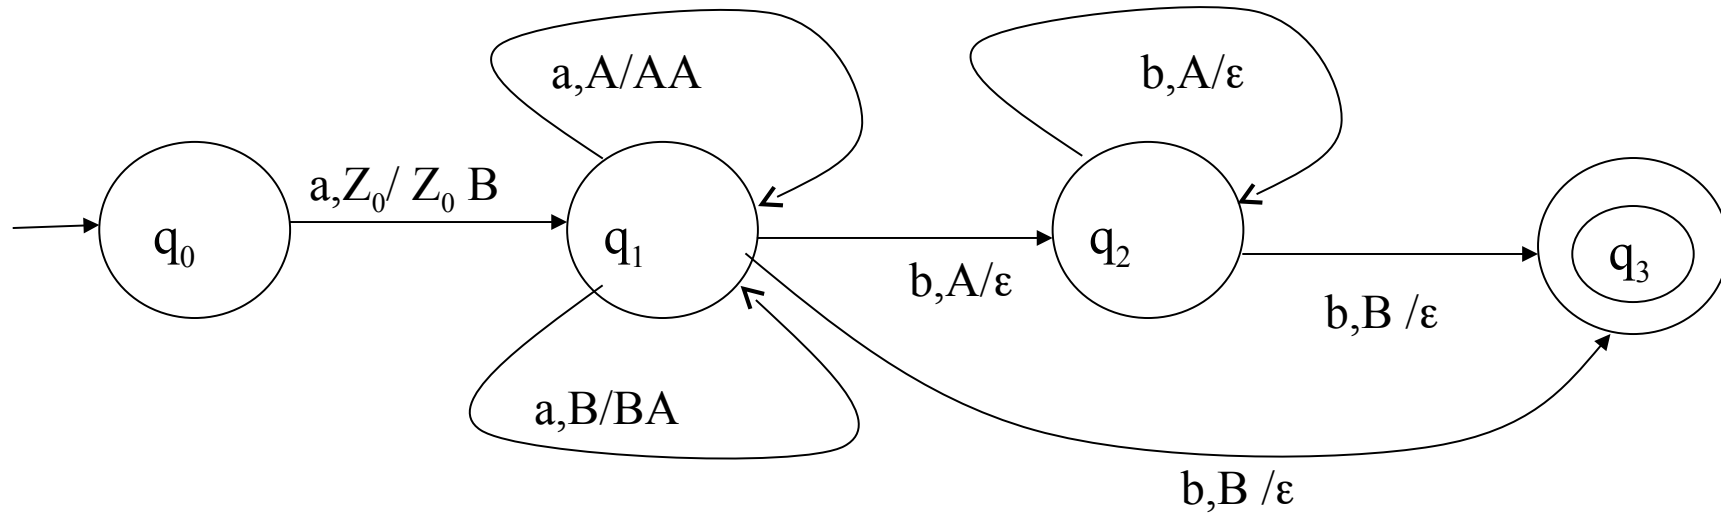 a,A/AA
b,A/ε
a,Z₀/ Z₀ B
q₀
q₁
q₂
q₃
b,A/ε
b,B /ε
a,B/BA
b,B /ε